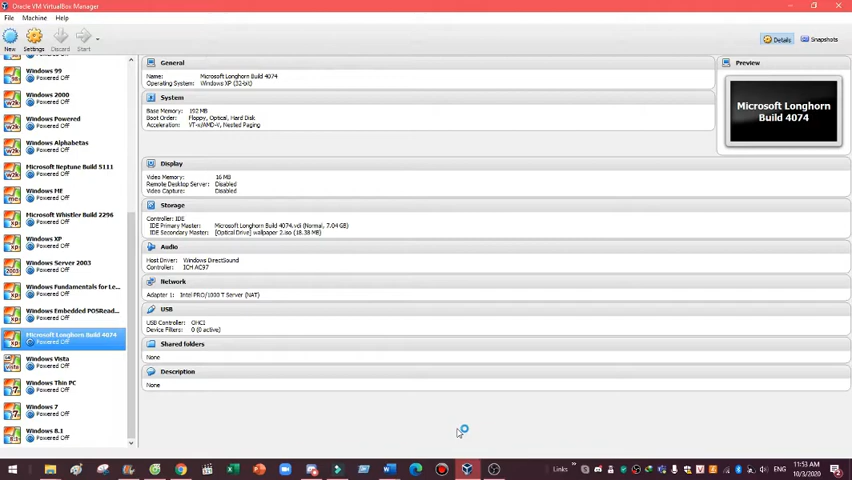 Oracle VM VirtualBox Manager
File Machine Help
New Settings Discard Start
Details Snapshots
Windows 99
Powered Off
Windows 2000
Powered Off
Windows Powered
Powered Off
Windows Alphabetas
Powered Off
Microsoft Neptune Build 5111
Powered Off
Windows ME
Powered Off
Microsoft Whistler Build 2296
Powered Off
Windows XP
Powered Off
Windows Server 2003
Powered Off
Windows Fundamentals for Le...
Powered Off
Windows Embedded POSRead...
Powered Off
Microsoft Longhorn Build 4074
Powered Off
Windows Vista
Powered Off
Windows Thin PC
Powered Off
Windows 7
Powered Off
Windows 8.1
Powered Off
General
Name: Microsoft Longhorn Build 4074
Operating System: Windows XP (32-bit)
System
Base Memory: 192 MB
Boot Order: Floppy, Optical, Hard Disk
Acceleration: VT-x/AMD-V, Nested Paging
Display
Video Memory: 16 MB
Remote Desktop Server: Disabled
Video Capture: Disabled
Storage
Controller: IDE
IDE Primary Master: Microsoft Longhorn Build 4074.vdi (Normal, 7.04 GB)
IDE Secondary Master: [Optical Drive] wallpaper 2.iso (18.38 MB)
Audio
Host Driver: Windows DirectSound
Controller: ICH AC97
Network
Adapter 1: Intel PRO/1000 T Server (NAT)
USB
USB Controller: OHCI
Device Filters: 0 (0 active)
Shared folders
None
Description
None
Preview
Microsoft Longhorn
Build 4074
Links
ENG
11:53 AM
10/3/2020